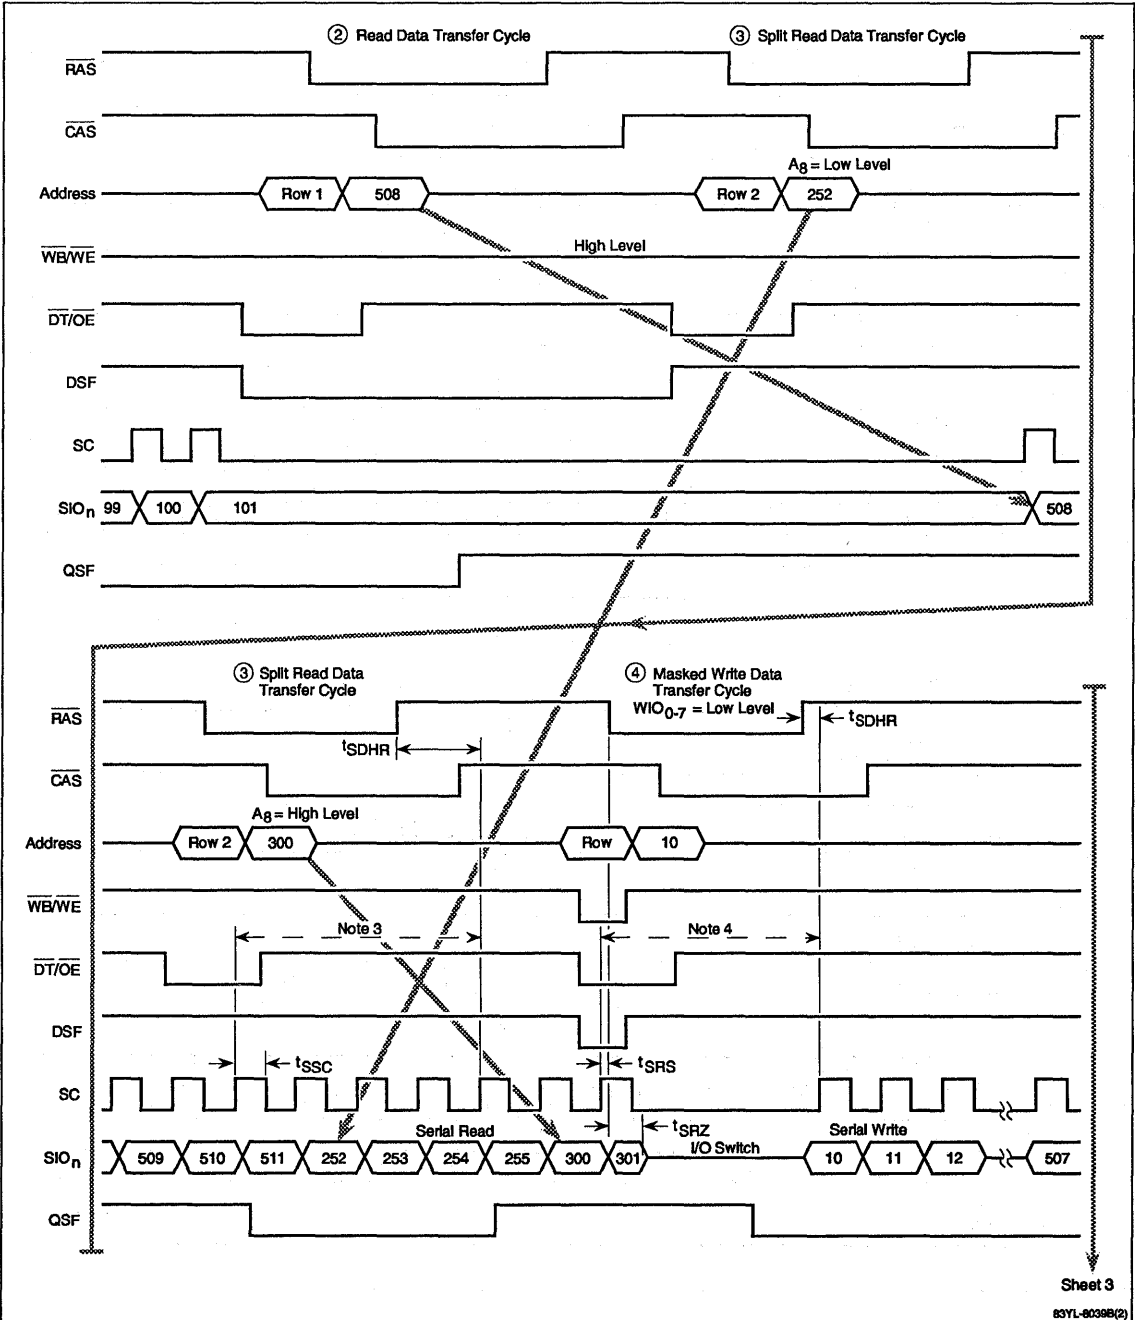 ② Read Data Transfer Cycle
③ Split Read Data Transfer Cycle
RAS
CAS
A8 = Low Level
Address
Row 1
508
Row 2
252
WB/WE
High Level
DT/OE
DSF
SC
SIOn
99
100
101
508
QSF
③ Split Read Data
Transfer Cycle
④ Masked Write Data
Transfer Cycle
WIO0-7 = Low Level
RAS
tSDHR
tSDHR
CAS
A8 = High Level
Address
Row 2
300
Row
10
WB/WE
Note 3
Note 4
DT/OE
DSF
tSSC
tSRS
SC
Serial Read
tSRZ
I/O Switch
Serial Write
SIOn
509
510
511
252
253
254
255
300
301
10
11
12
507
QSF
Sheet 3
83YL-8039B(2)